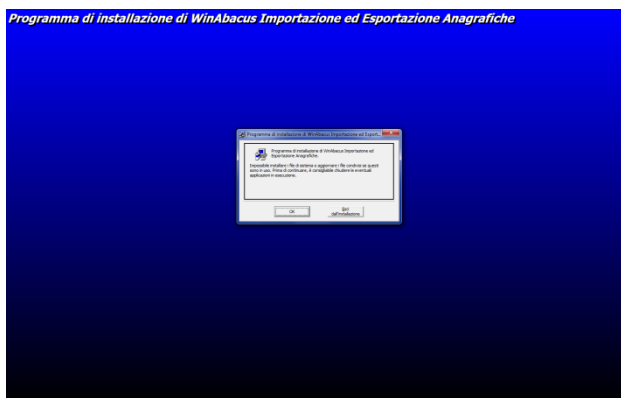 Programma di installazione di WinAbacus Importazione ed Esportazione Anagrafiche
Programma di installazione di WinAbacus Importazione ed Esport...
Programma di installazione di WinAbacus Importazione ed
Esportazione Anagrafiche.
Impossibile installare i file di sistema o aggiornare i file condivisi se questi
sono in uso. Prima di continuare, è consigliabile chiudere le eventuali
applicazioni in esecuzione.
OK
Esci
dall'installazione